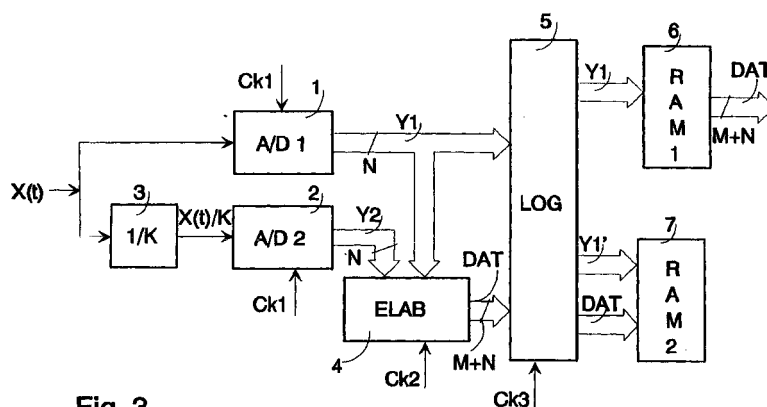 5
6
Ck1
1
Y1
R
A
M
1
DAT
A/D 1
Y1
N
M+N
X(t)
3
X(t)/K
2
LOG
1/K
A/D 2
Y2
7
N
DAT
Y1'
R
A
M
2
Ck1
ELAB
DAT
4
M+N
Ck2
Ck3
Fig. 3